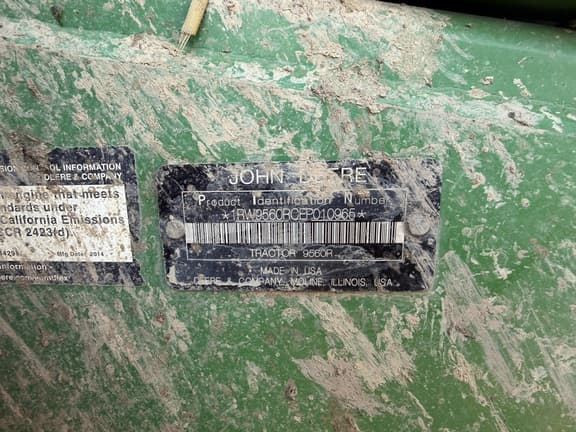 INFORMATION
DEERE & COMPANY
engine that meets
standards under
California Emissions
CCR 2423(d).
Mfg Date: 2014
information
JOHN DEERE
Product Identification Number
*1RW9560RCEP010965*
TRACTOR 9560R
MADE IN USA
DEERE & COMPANY, MOLINE, ILLINOIS, USA